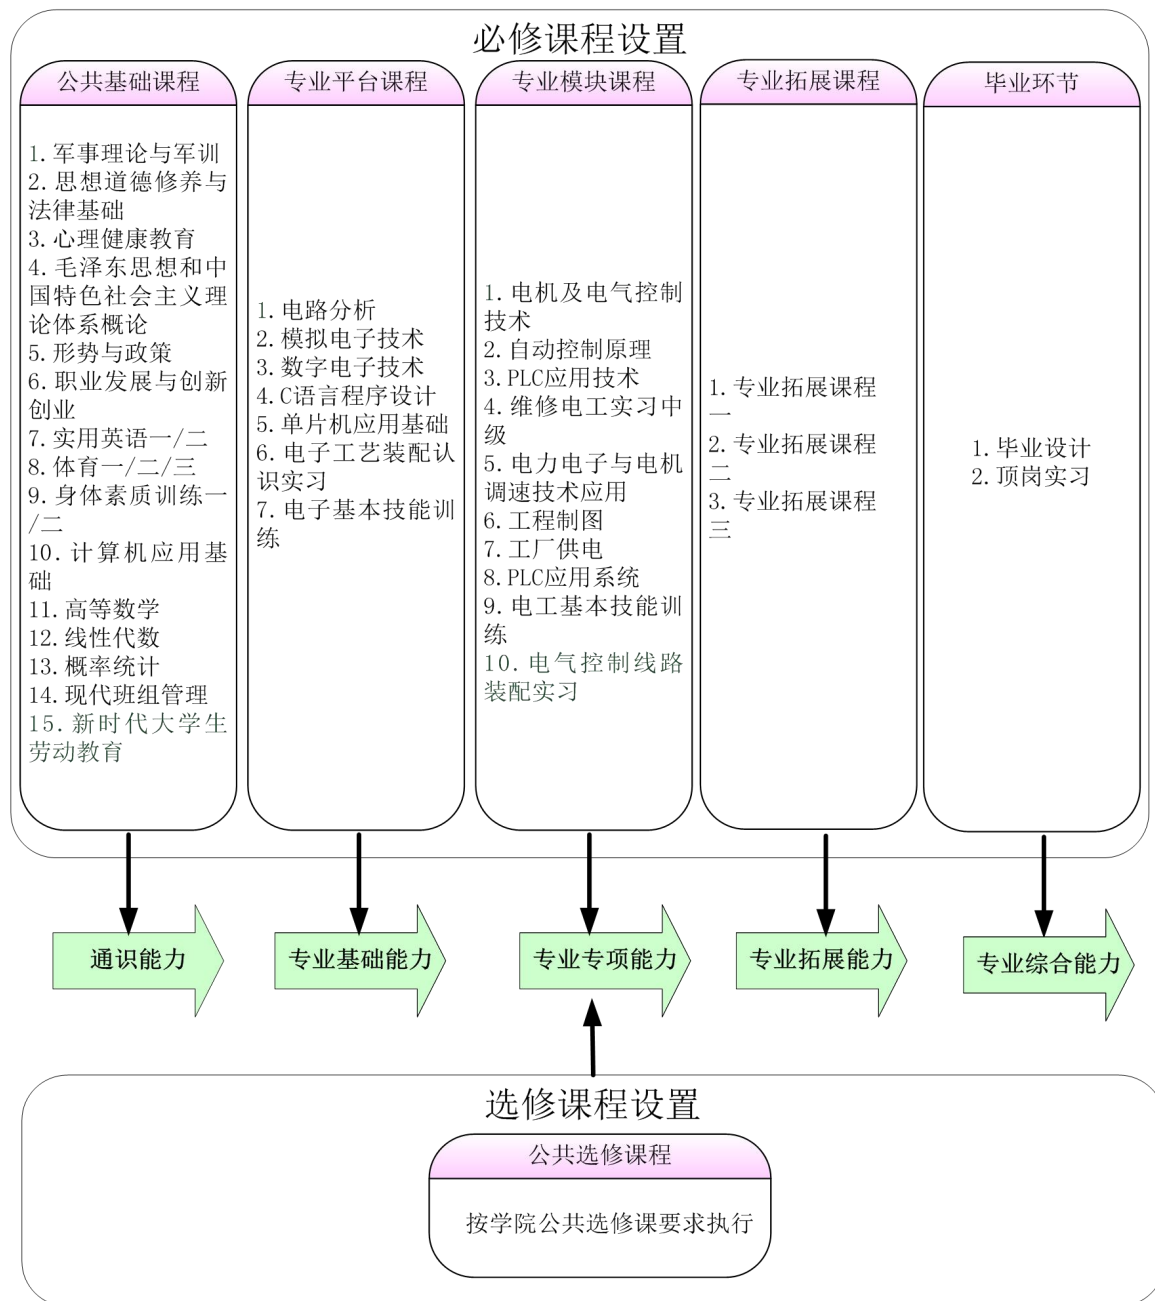 必修课程设置
公共基础课程
1.军事理论与军训
2.思想道德修养与
法律基础
3.心理健康教育
4.毛泽东思想和中
国特色社会主义理
论体系概论
5.形势与政策
6.职业发展与创新
创业
7.实用英语一/二
8.体育一/二/三
9.身体素质训练一
/二
10.计算机应用基
础
11.高等数学
12.线性代数
13.概率统计
14.现代班组管理
15.新时代大学生
劳动教育
专业平台课程
1.电路分析
2.模拟电子技术
3.数字电子技术
4.C语言程序设计
5.单片机应用基础
6.电子工艺装配认
识实习
7.电子基本技能训
练
专业模块课程
1.电机及电气控制
技术
2.自动控制原理
3.PLC应用技术
4.维修电工实习中
级
5.电力电子与电机
调速技术应用
6.工程制图
7.工厂供电
8.PLC应用系统
9.电工基本技能训
练
10.电气控制线路
装配实习
专业拓展课程
1.专业拓展课程
一
2.专业拓展课程
二
3.专业拓展课程
三
毕业环节
1.毕业设计
2.顶岗实习
通识能力
专业基础能力
专业专项能力
专业拓展能力
专业综合能力
选修课程设置
公共选修课程
按学院公共选修课要求执行